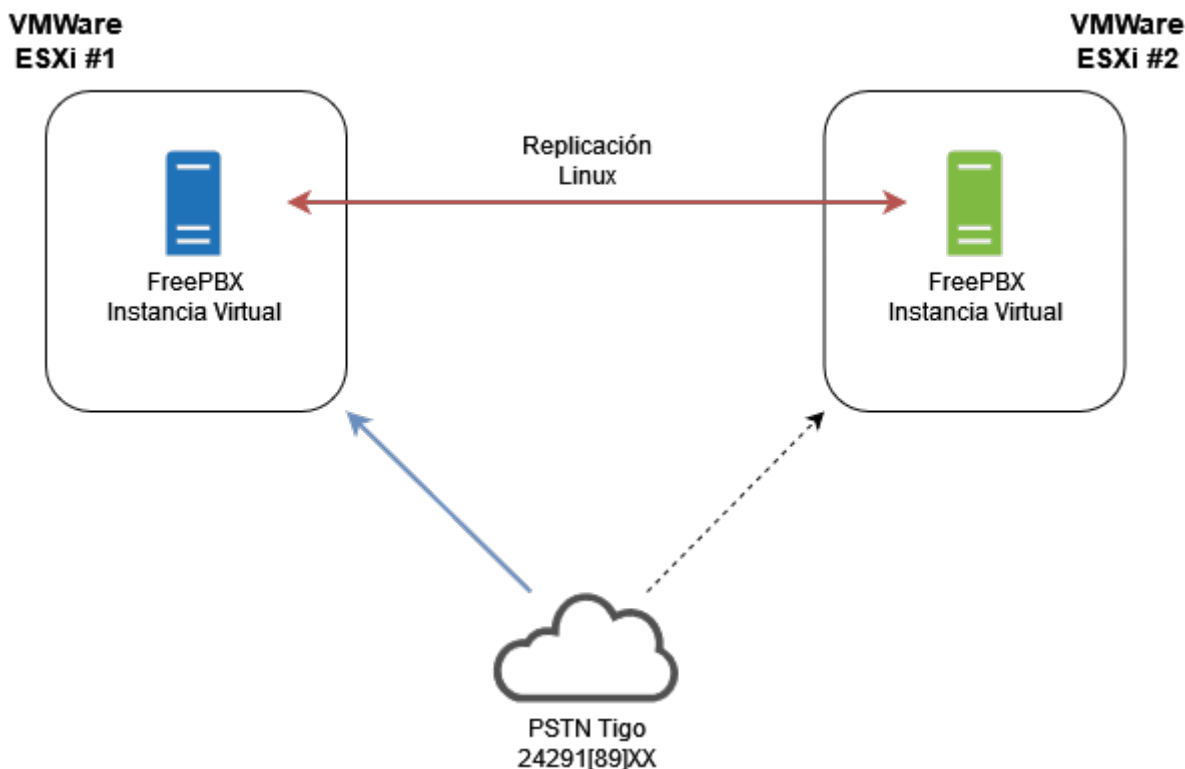 VMWare
ESXi #1
VMWare
ESXi #2
Replicación
Linux
FreePBX
Instancia Virtual
FreePBX
Instancia Virtual
PSTN Tigo
24291[89]XX